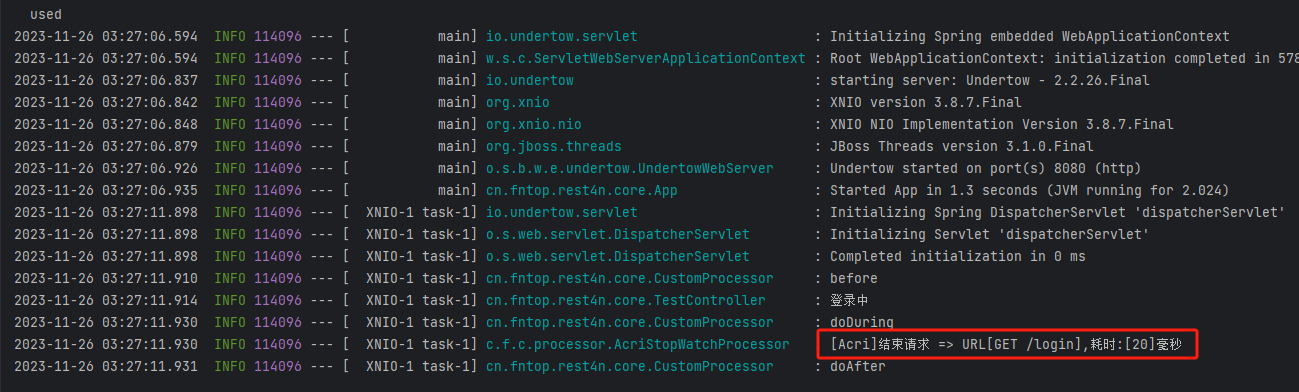 used
2023-11-26 03:27:06.594  INFO 114096 --- [           main] io.undertow.servlet                      : Initializing Spring embedded WebApplicationContext
2023-11-26 03:27:06.594  INFO 114096 --- [           main] w.s.c.ServletWebServerApplicationContext : Root WebApplicationContext: initialization completed in 578
2023-11-26 03:27:06.837  INFO 114096 --- [           main] io.undertow                              : starting server: Undertow - 2.2.26.Final
2023-11-26 03:27:06.842  INFO 114096 --- [           main] org.xnio                                 : XNIO version 3.8.7.Final
2023-11-26 03:27:06.848  INFO 114096 --- [           main] org.xnio.nio                             : XNIO NIO Implementation Version 3.8.7.Final
2023-11-26 03:27:06.879  INFO 114096 --- [           main] org.jboss.threads                        : JBoss Threads version 3.1.0.Final
2023-11-26 03:27:06.926  INFO 114096 --- [           main] o.s.b.w.e.undertow.UndertowWebServer     : Undertow started on port(s) 8080 (http)
2023-11-26 03:27:06.935  INFO 114096 --- [           main] cn.fntop.rest4n.core.App                 : Started App in 1.3 seconds (JVM running for 2.024)
2023-11-26 03:27:11.898  INFO 114096 --- [  XNIO-1 task-1] io.undertow.servlet                      : Initializing Spring DispatcherServlet 'dispatcherServlet'
2023-11-26 03:27:11.898  INFO 114096 --- [  XNIO-1 task-1] o.s.web.servlet.DispatcherServlet        : Initializing Servlet 'dispatcherServlet'
2023-11-26 03:27:11.898  INFO 114096 --- [  XNIO-1 task-1] o.s.web.servlet.DispatcherServlet        : Completed initialization in 0 ms
2023-11-26 03:27:11.910  INFO 114096 --- [  XNIO-1 task-1] cn.fntop.rest4n.core.CustomProcessor     : before
2023-11-26 03:27:11.914  INFO 114096 --- [  XNIO-1 task-1] cn.fntop.rest4n.core.TestController      : 登录中
2023-11-26 03:27:11.930  INFO 114096 --- [  XNIO-1 task-1] cn.fntop.rest4n.core.CustomProcessor     : doDuring
2023-11-26 03:27:11.930  INFO 114096 --- [  XNIO-1 task-1] c.f.c.processor.AcriStopWatchProcessor   : [Acri]结束请求 => URL[GET /login],耗时:[20]毫秒
2023-11-26 03:27:11.931  INFO 114096 --- [  XNIO-1 task-1] cn.fntop.rest4n.core.CustomProcessor     : doAfter